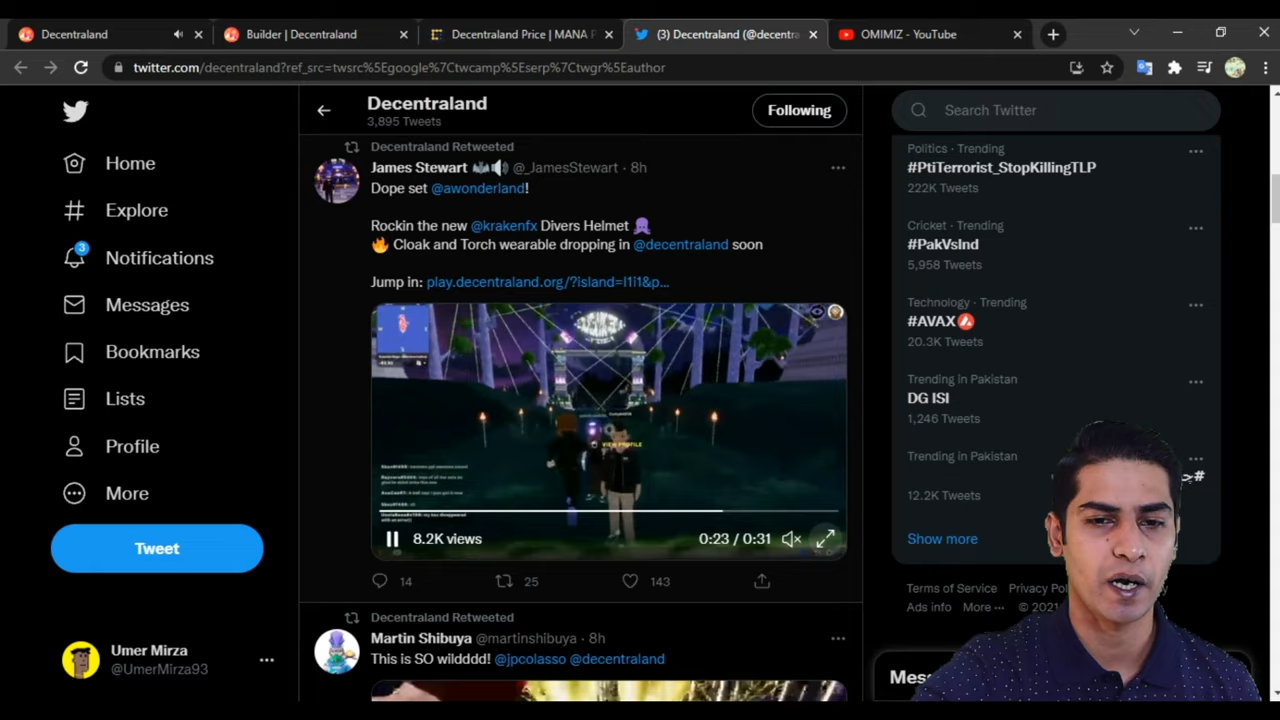 Decentraland
Builder | Decentraland
Decentraland Price | MANA P
(3) Decentraland (@decentra
OMIMIZ - YouTube
twitter.com/decentraland?ref_src=twsrc%5Egoogle%7Ctwcamp%5Eserp%7Ctwgr%5Eauthor
Home
Explore
3
Notifications
Messages
Bookmarks
Lists
Profile
More
Tweet
Umer Mirza
@UmerMirza93
Decentraland
3,895 Tweets
Following
Decentraland Retweeted
James Stewart @_JamesStewart · 8h
Dope set @awonderland!
Rockin the new @krakenfx Divers Helmet
Cloak and Torch wearable dropping in @decentraland soon
Jump in: play.decentraland.org/?island=l1i1&p...
VIEW PROFILE
8.2K views
0:23 / 0:31
14
25
143
Decentraland Retweeted
Martin Shibuya @martinshibuya · 8h
This is SO wildddd! @jpcolasso @decentraland
Search Twitter
Politics · Trending
#PtiTerrorist_StopKillingTLP
222K Tweets
Cricket · Trending
#PakVsInd
5,958 Tweets
Technology · Trending
#AVAX
20.3K Tweets
Trending in Pakistan
DG ISI
1,246 Tweets
Trending in Pakistan
12.2K Tweets
Show more
Terms of Service
Privacy Pol
Ads info
More ···
© 2021
Mess